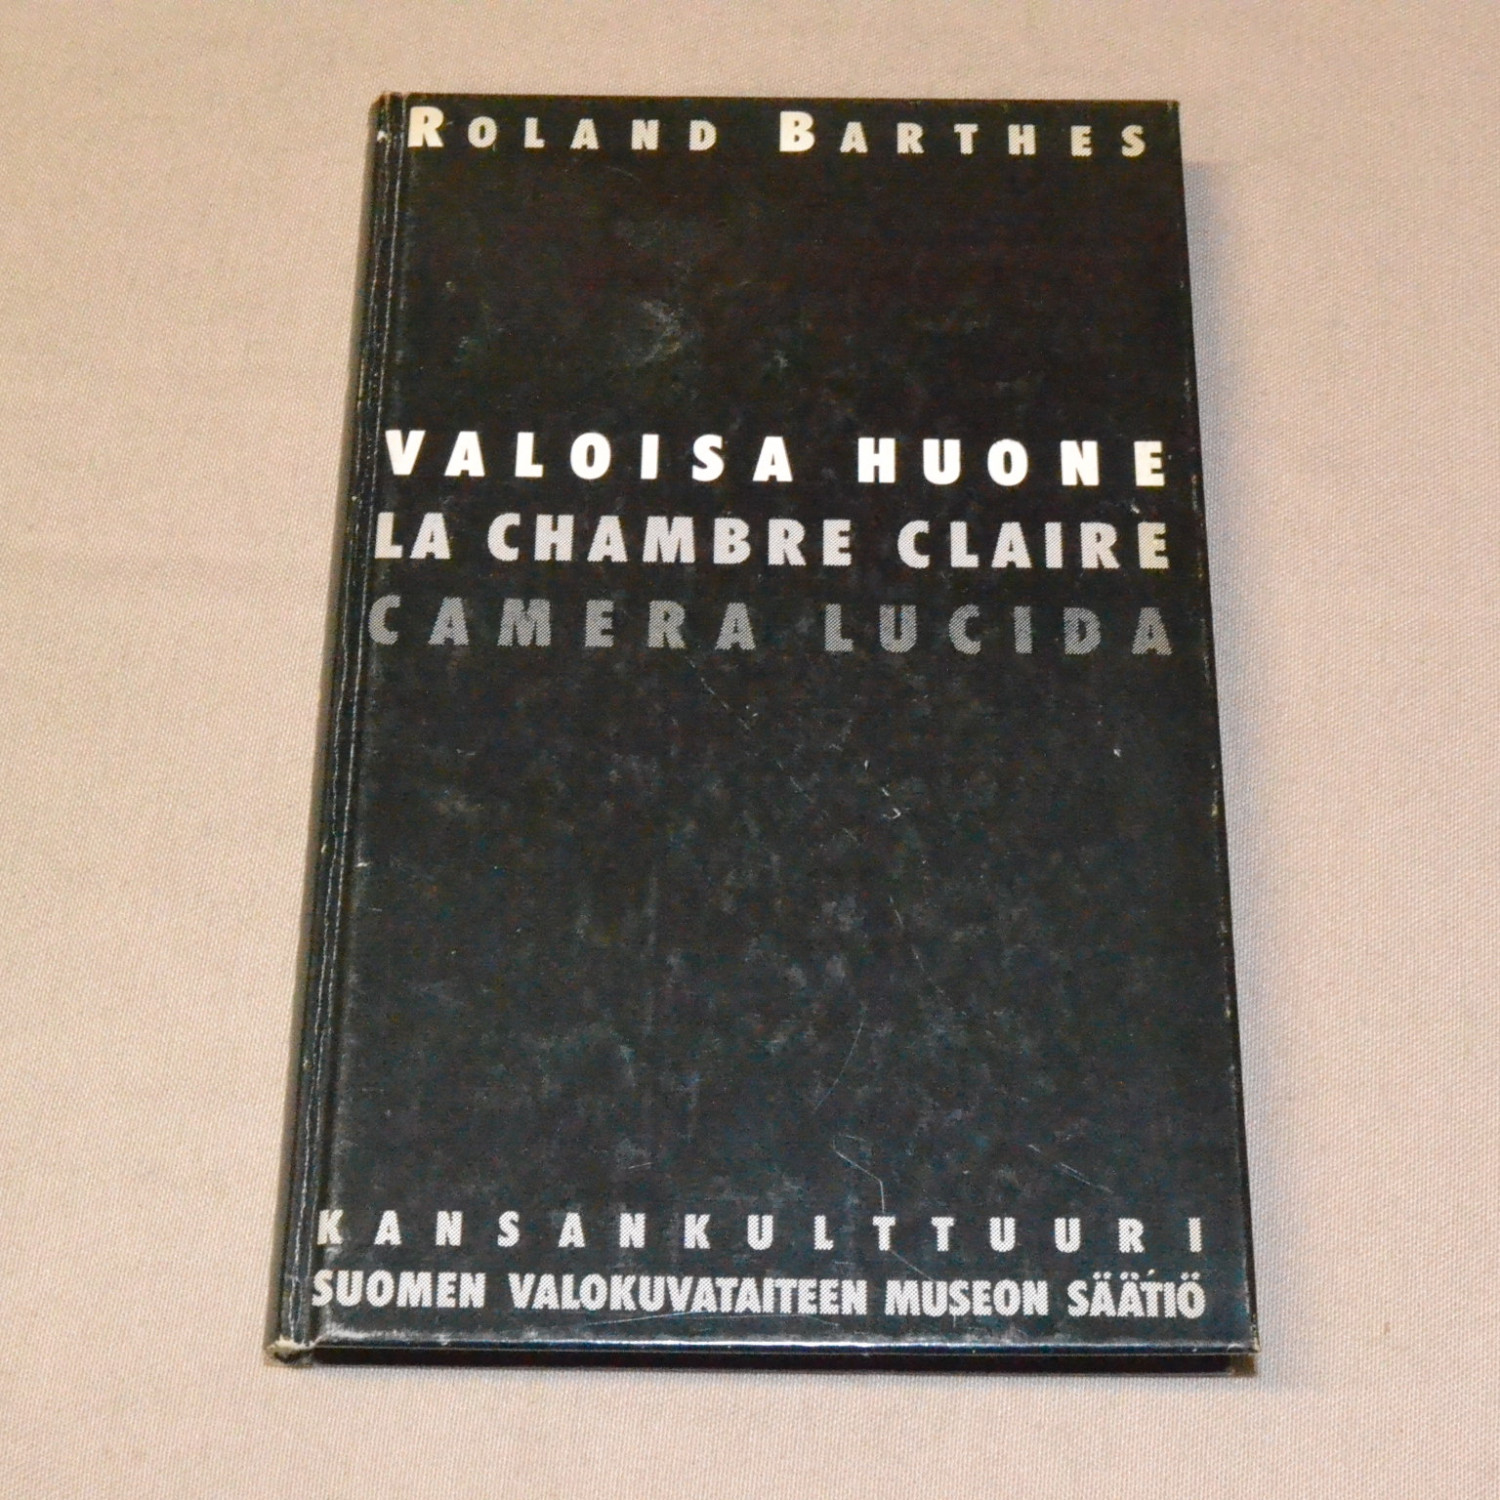 ROLAND BARTHES
VALOISA HUONE
LA CHAMBRE CLAIRE
CAMERA LUCIDA
KANSANKULTTUURI
SUOMEN VALOKUVATAITEEN MUSEON SÄÄTIÖ